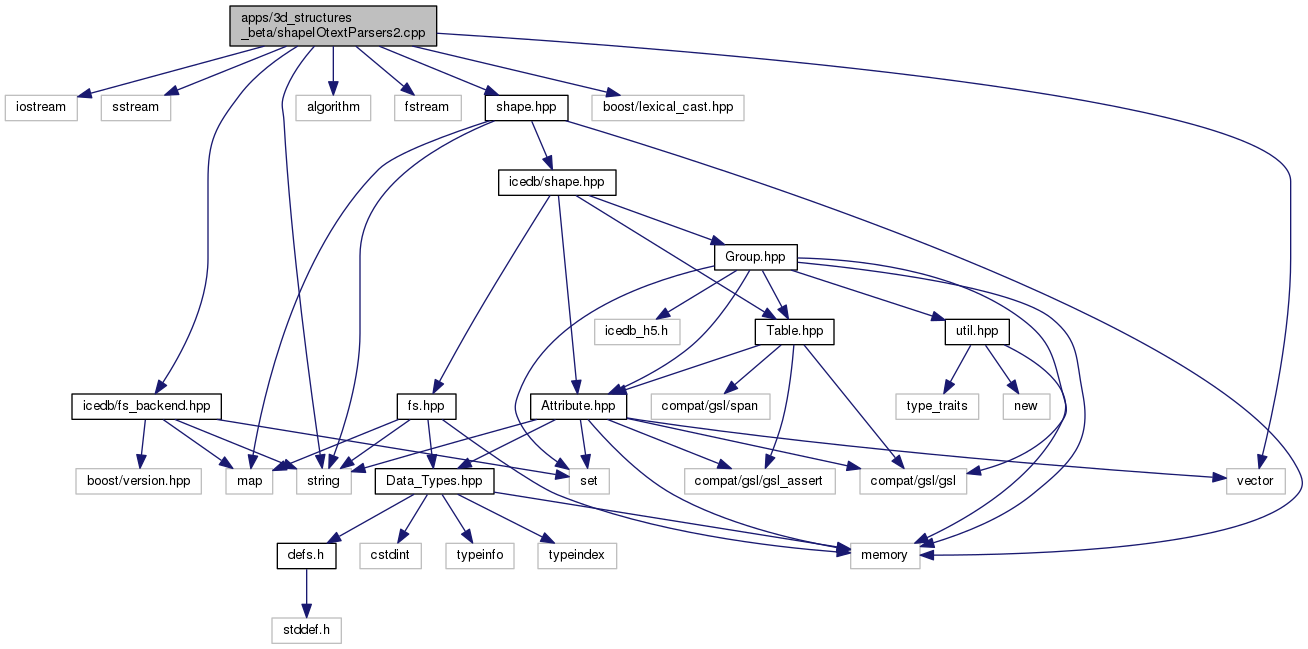 apps/3d_structures
_beta/shapeIOtextParsers2.cpp
iostream
sstream
algorithm
fstream
shape.hpp
boost/lexical_cast.hpp
icedb/shape.hpp
Group.hpp
icedb_h5.h
Table.hpp
util.hpp
icedb/fs_backend.hpp
fs.hpp
Attribute.hpp
compat/gsl/span
type_traits
new
boost/version.hpp
map
string
Data_Types.hpp
set
compat/gsl/gsl_assert
compat/gsl/gsl
vector
defs.h
cstdint
typeinfo
typeindex
memory
stddef.h